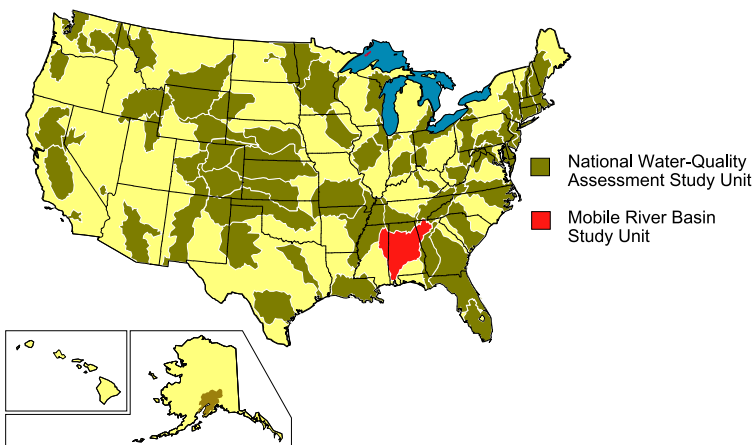 National Water-Quality
Assessment Study Unit
Mobile River Basin
Study Unit